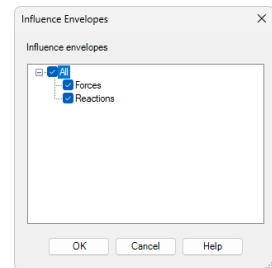 Influence Envelopes
Influence envelopes
All
Forces
Reactions
OK Cancel Help